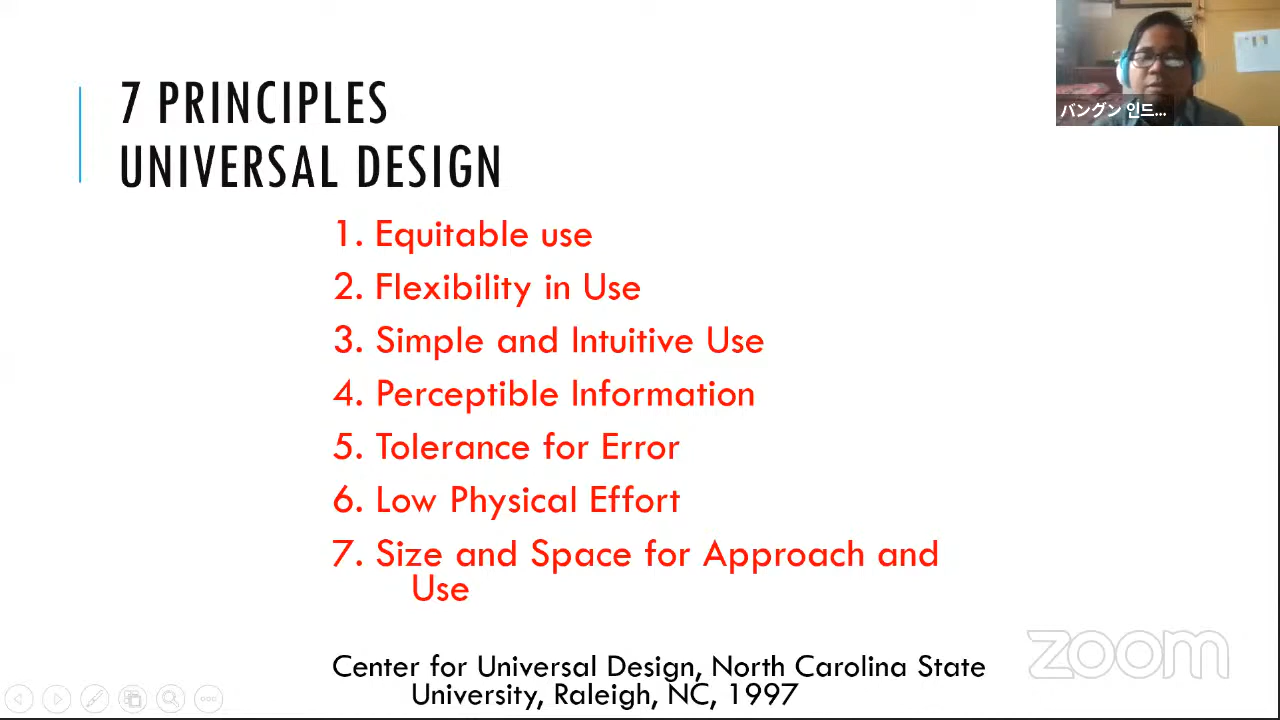 7 PRINCIPLES
UNIVERSAL DESIGN
バングン 인드...
1. Equitable use
2. Flexibility in Use
3. Simple and Intuitive Use
4. Perceptible Information
5. Tolerance for Error
6. Low Physical Effort
7. Size and Space for Approach and
Use
Center for Universal Design, North Carolina State
University, Raleigh, NC, 1997
zoom